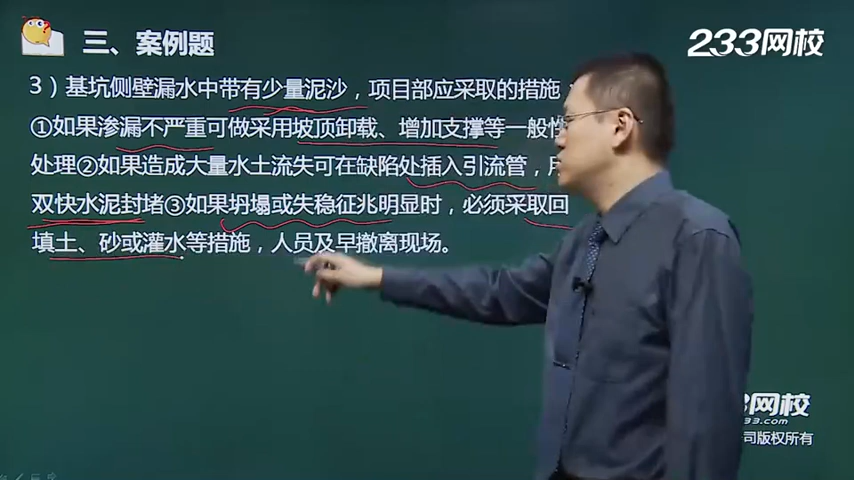 三、案例题
233网校
3）基坑侧壁漏水中带有少量泥沙，项目部应采取的措施
①如果渗漏不严重可做采用坡顶卸载、增加支撑等一般性
处理②如果造成大量水土流失可在缺陷处插入引流管，用
双快水泥封堵③如果坍塌或失稳征兆明显时，必须采取回
填土、砂或灌水等措施，人员及早撤离现场。
网校
33.com
司版权所有